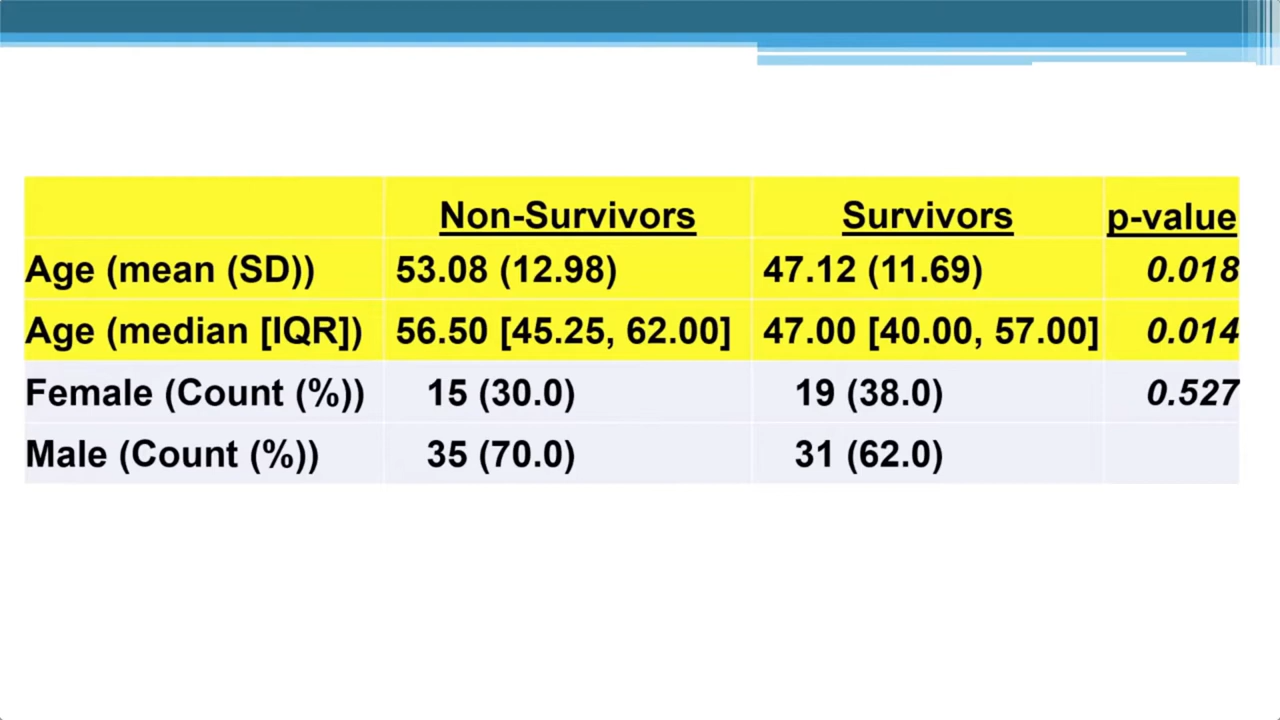 Non-Survivors Survivors p-value
Age (mean (SD)) 53.08 (12.98) 47.12 (11.69) 0.018
Age (median [IQR]) 56.50 [45.25, 62.00] 47.00 [40.00, 57.00] 0.014
Female (Count (%)) 15 (30.0) 19 (38.0) 0.527
Male (Count (%)) 35 (70.0) 31 (62.0)